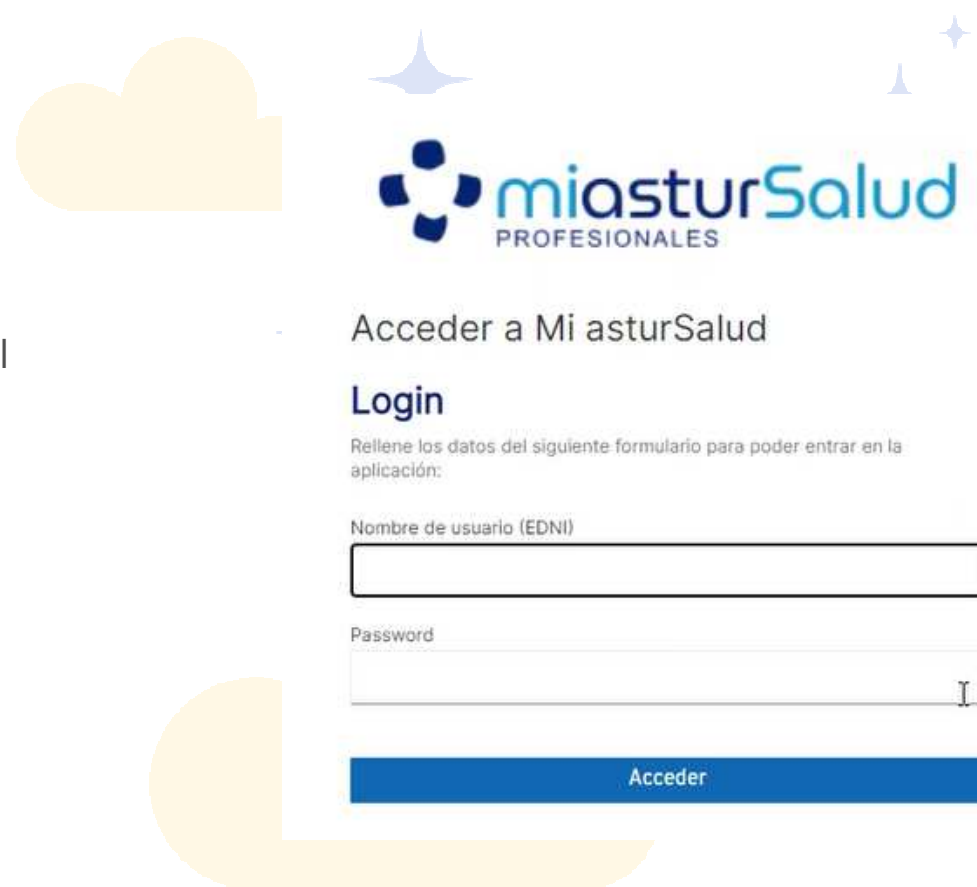 miasturSalud
PROFESIONALES
Acceder a Mi asturSalud
l
Login
Rellene los datos del siguiente formulario para poder entrar en la
aplicación:
Nombre de usuario (EDNI)
Password
Acceder